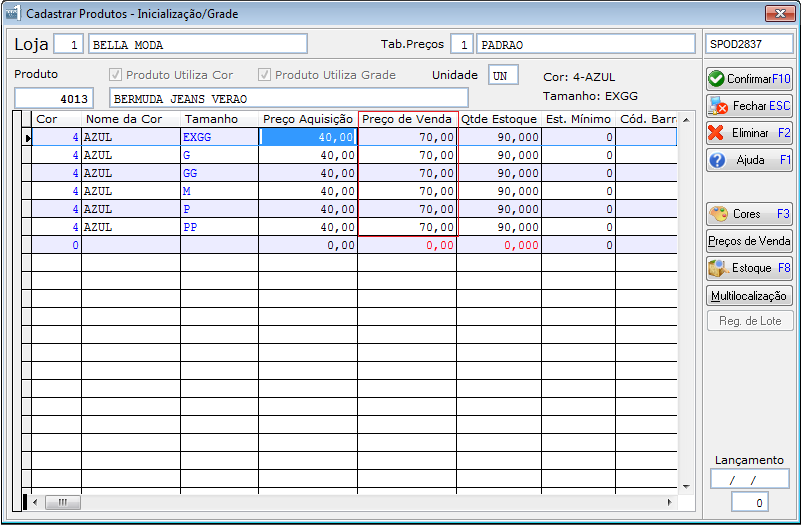 Cadastrar Produtos - Inicialização/Grade
Loja 1 BELLA MODA Tab.Preços 1 PADRAO SPOD2837
Produto Produto Utiliza Cor Produto Utiliza Grade Unidade UN Cor: 4-AZUL
4013 BERMUDA JEANS VERAO Tamanho: EXGG
Cor Nome da Cor Tamanho Preço Aquisição Preço de Venda Qtde Estoque Est. Mínimo Cód. Barra
4 AZUL EXGG 40,00 70,00 90,000 0
4 AZUL G 40,00 70,00 90,000 0
4 AZUL GG 40,00 70,00 90,000 0
4 AZUL M 40,00 70,00 90,000 0
4 AZUL P 40,00 70,00 90,000 0
4 AZUL PP 40,00 70,00 90,000 0
0 0,00 0,00 0,000 0
Confirmar F10
Fechar ESC
Eliminar F2
Ajuda F1
Cores F3
Preços de Venda
Estoque F8
Multilocalização
Reg. de Lote
Lançamento
/ /
0